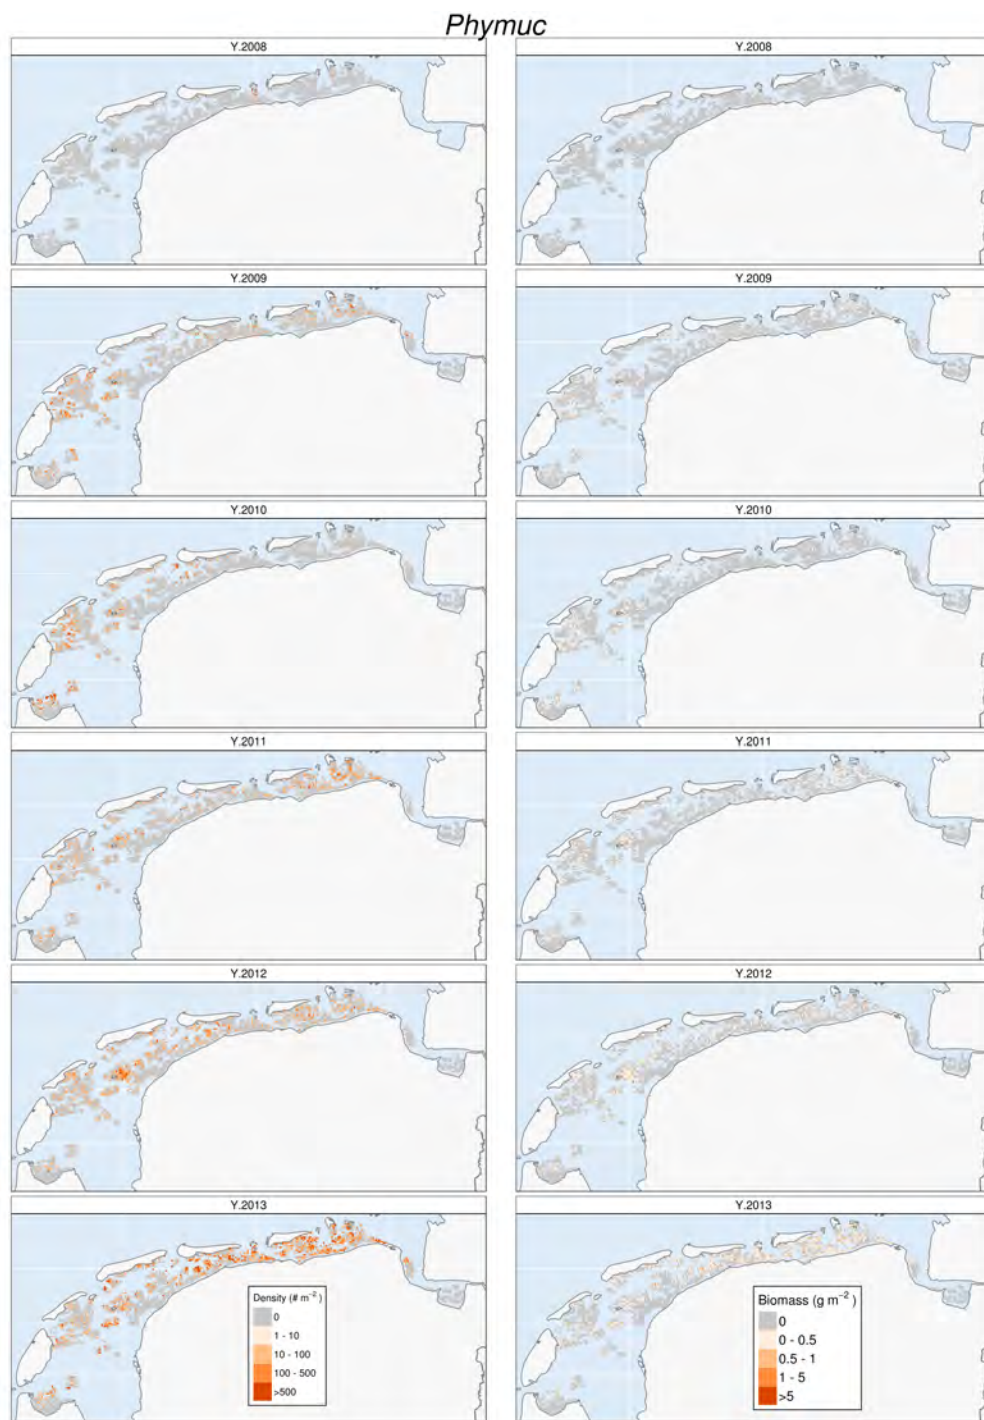 Phymuc
Y.2008
Y.2008
Y.2009
Y.2009
Y.2010
Y.2010
Y.2011
Y.2011
Y.2012
Y.2012
Y.2013
Y.2013
Density (# m⁻²)
0
1 - 10
10 - 100
100 - 500
>500
Biomass (g m⁻²)
0
0 - 0.5
0.5 - 1
1 - 5
>5